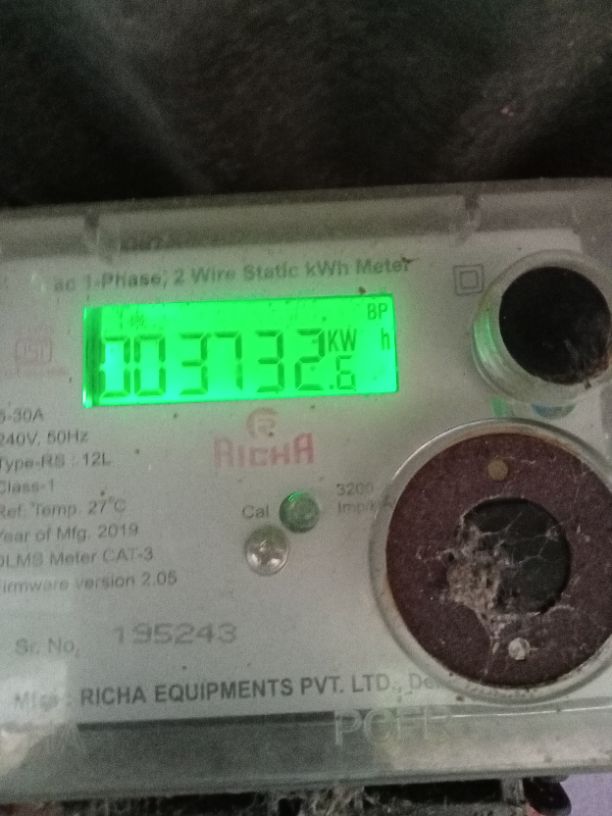 ac 1-Phase, 2 Wire Static kWh Meter
BP
003732.6 KWh
5-30A
240V, 50Hz
Type-RS : 12L
Class-1
Ref. Temp. 27°C
Year of Mfg. 2019
DLMS Meter CAT-3
Firmware version 2.05
RICHA
Cal
3200
Sr. No. 195243
RICHA EQUIPMENTS PVT. LTD.,